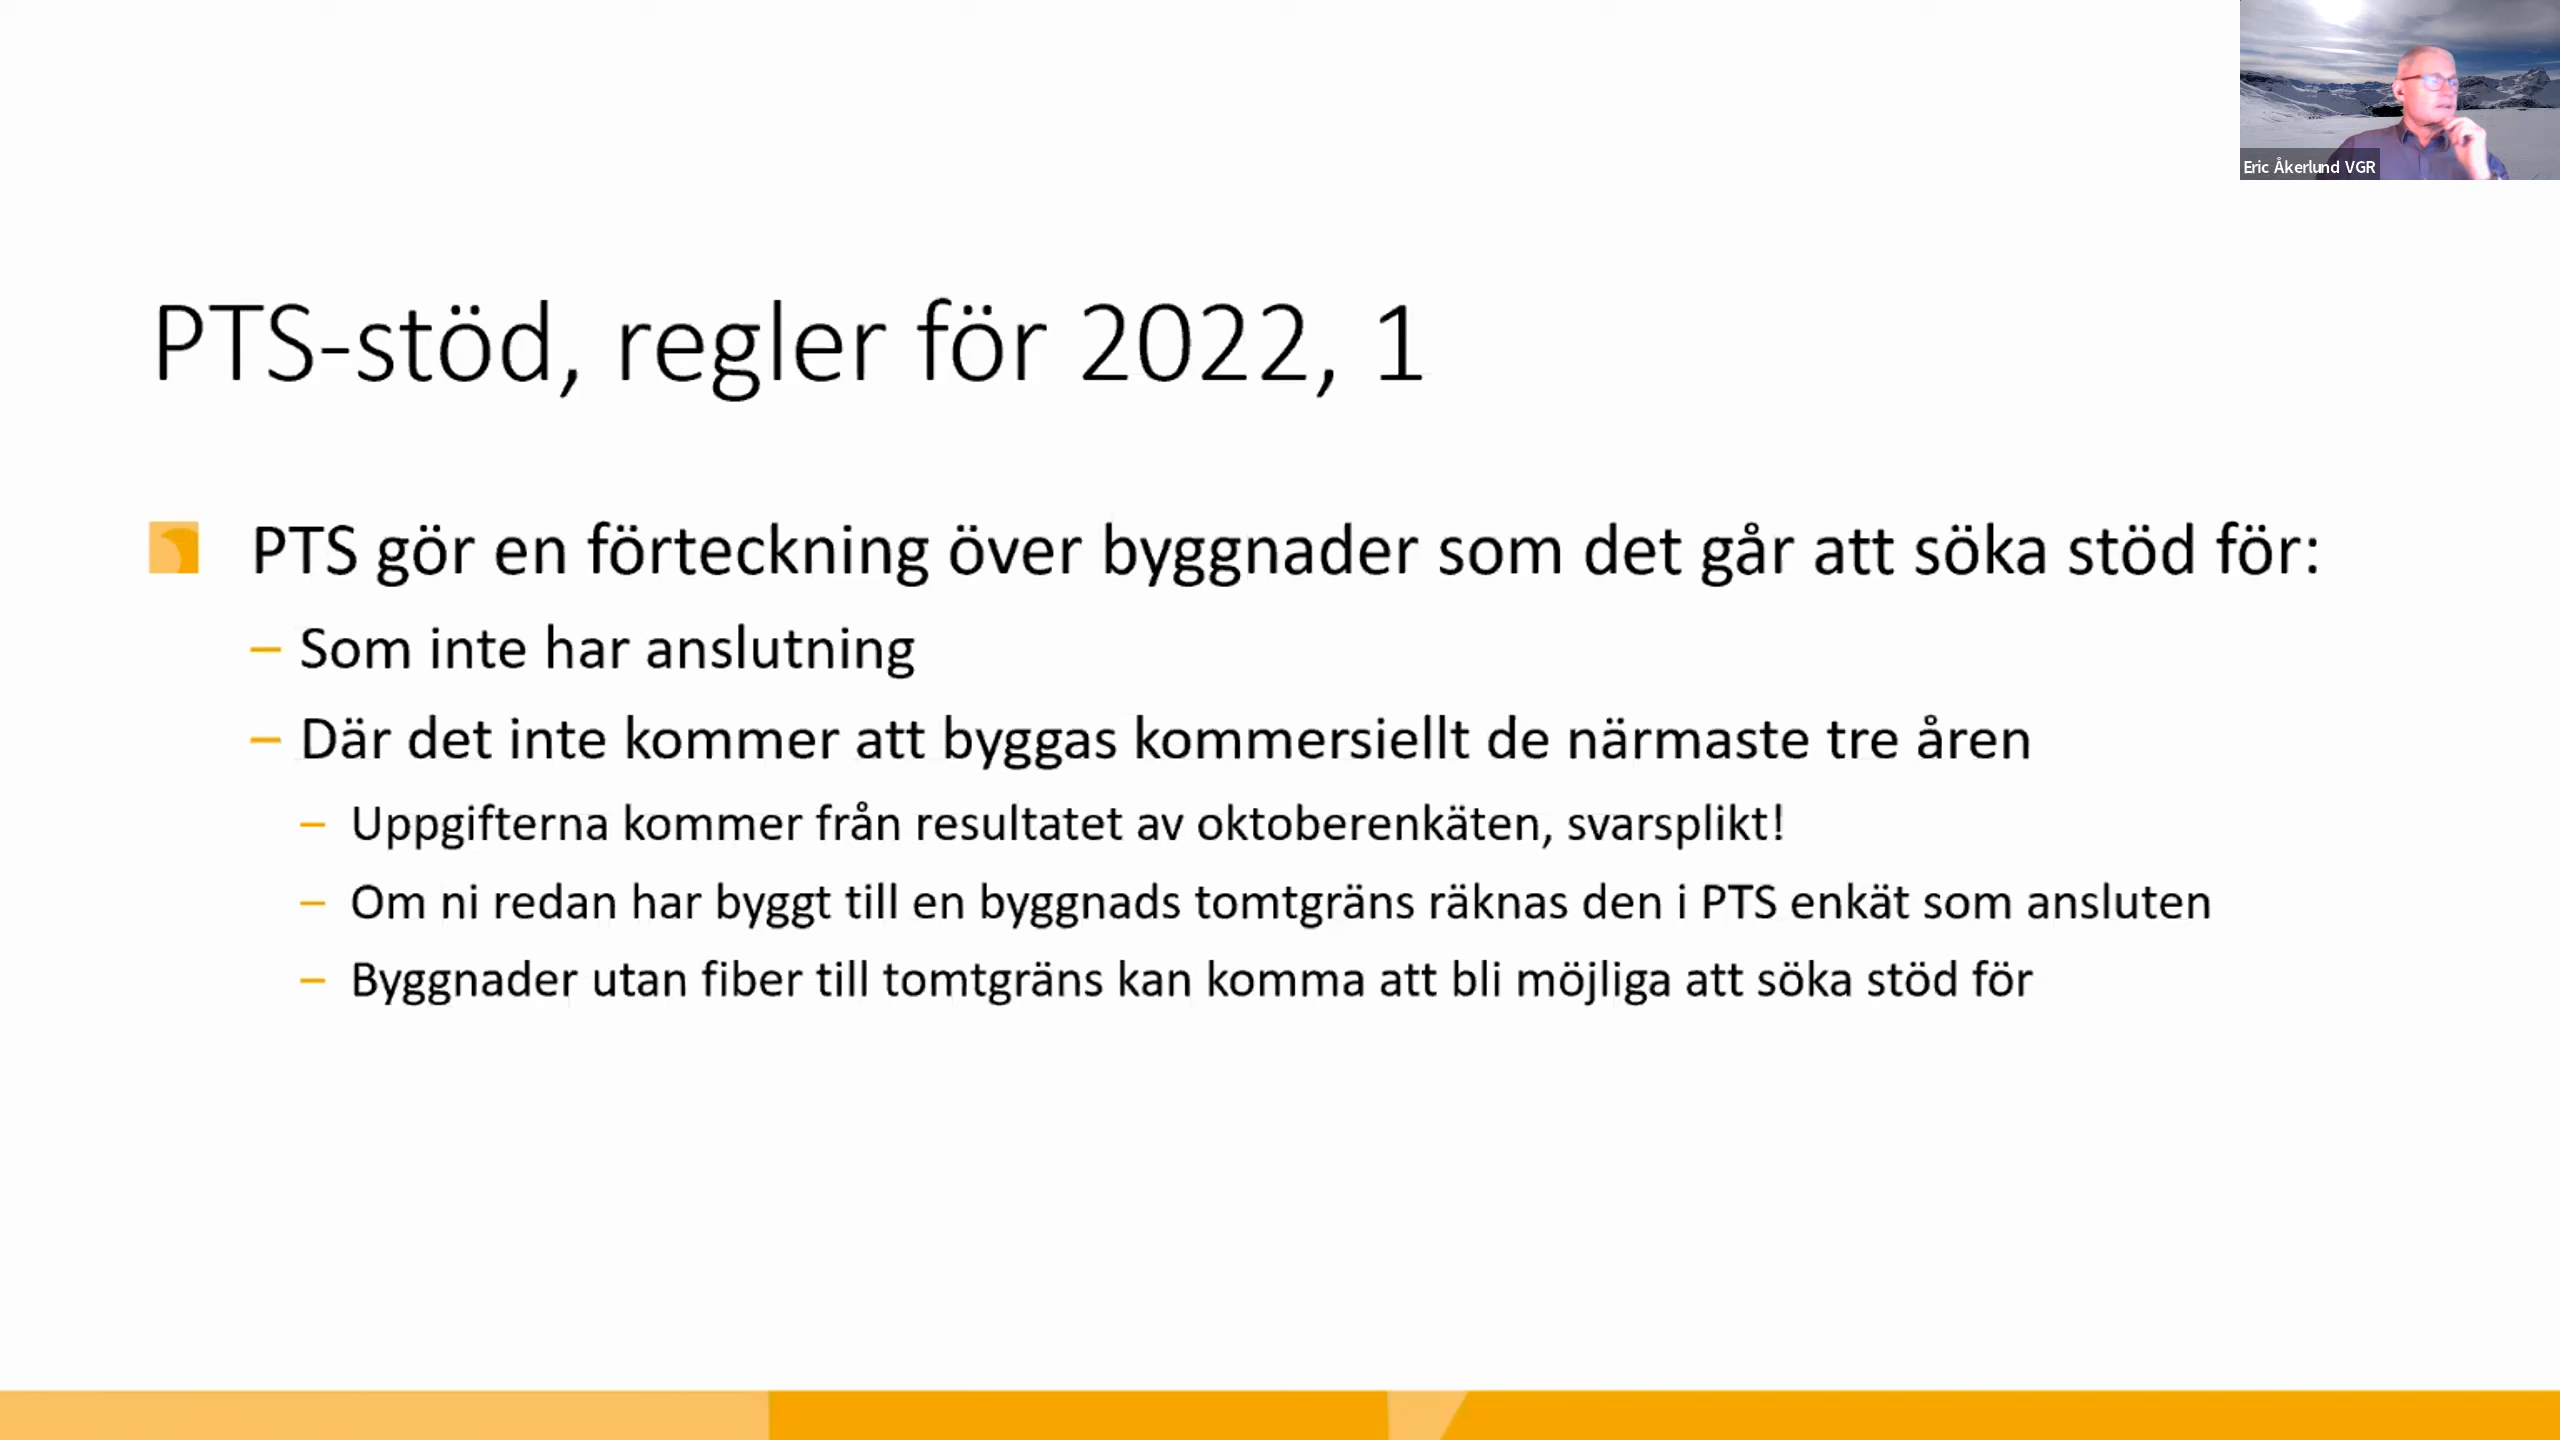 Eric Åkerlund VGR
PTS-stöd, regler för 2022, 1
PTS gör en förteckning över byggnader som det går att söka stöd för:
– Som inte har anslutning
– Där det inte kommer att byggas kommersiellt de närmaste tre åren
– Uppgifterna kommer från resultatet av oktoberenkäten, svarsplikt!
– Om ni redan har byggt till en byggnads tomtgräns räknas den i PTS enkät som ansluten
– Byggnader utan fiber till tomtgräns kan komma att bli möjliga att söka stöd för